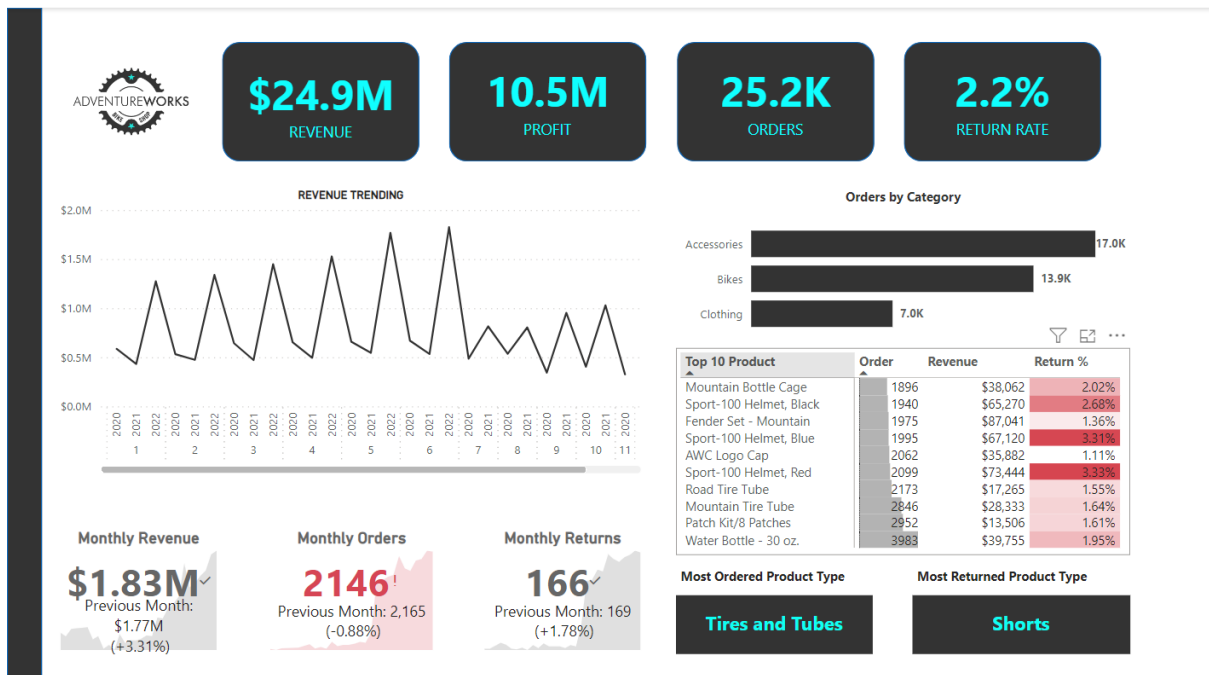 ADVENTUREWORKS
BIKE SHOP
$24.9M
REVENUE
10.5M
PROFIT
25.2K
ORDERS
2.2%
RETURN RATE
REVENUE TRENDING
$2.0M
$1.5M
$1.0M
$0.5M
$0.0M
2020 2021 2022 2020 2021 2022 2020 2021 2022 2020 2021 2022 2020 2021 2022 2020 2021 2022 2020 2021 2020 2021 2020 2021 2020 2021 2020
1 2 3 4 5 6 7 8 9 10 11
Orders by Category
Accessories 17.0K
Bikes 13.9K
Clothing 7.0K
Top 10 Product Order Revenue Return %
Mountain Bottle Cage 1896 $38,062 2.02%
Sport-100 Helmet, Black 1940 $65,270 2.68%
Fender Set - Mountain 1975 $87,041 1.36%
Sport-100 Helmet, Blue 1995 $67,120 3.31%
AWC Logo Cap 2062 $35,882 1.11%
Sport-100 Helmet, Red 2099 $73,444 3.33%
Road Tire Tube 2173 $17,265 1.55%
Mountain Tire Tube 2846 $28,333 1.64%
Patch Kit/8 Patches 2952 $13,506 1.61%
Water Bottle - 30 oz. 3983 $39,755 1.95%
Monthly Revenue
$1.83M
Previous Month:
$1.77M
(+3.31%)
Monthly Orders
2146!
Previous Month: 2,165
(-0.88%)
Monthly Returns
166
Previous Month: 169
(+1.78%)
Most Ordered Product Type
Tires and Tubes
Most Returned Product Type
Shorts